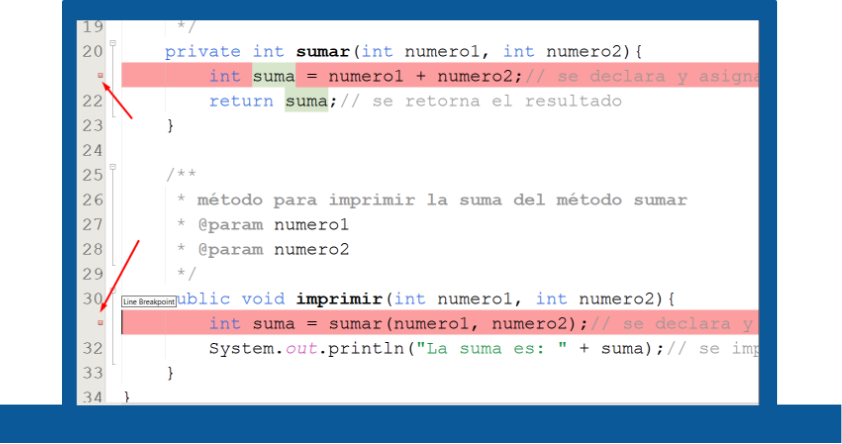 19 */
20 private int sumar(int numero1, int numero2){
int suma = numero1 + numero2;// se declara y asigna
22 return suma;// se retorna el resultado
23 }
24
25 /**
26 * método para imprimir la suma del método sumar
27 * @param numero1
28 * @param numero2
29 */
30 Line Breakpoint ublic void imprimir(int numero1, int numero2){
int suma = sumar(numero1, numero2);// se declara y
32 System.out.println("La suma es: " + suma);// se imp
33 }
34 }